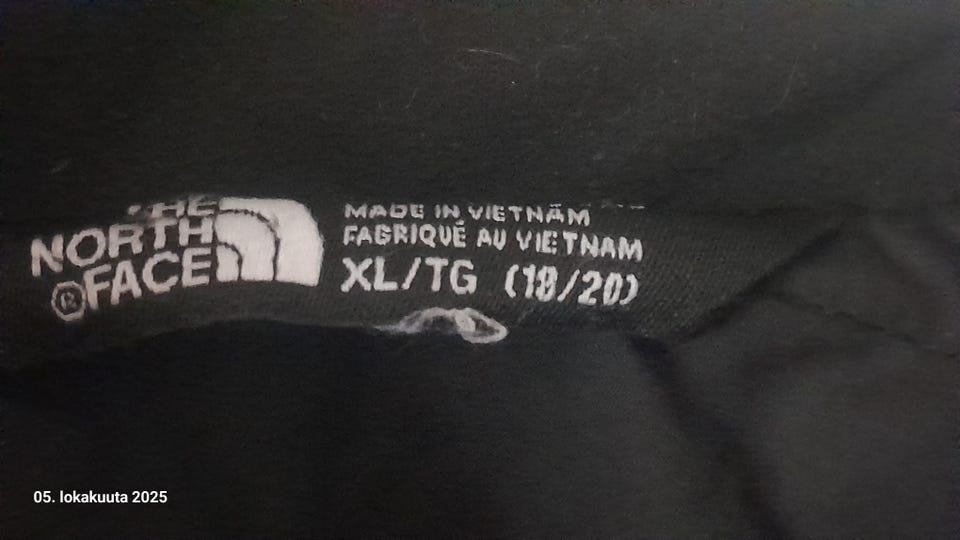 THE
NORTH
FACE
®
MADE IN VIETNAM
FABRIQUÉ AU VIETNAM
XL/TG (18/20)
05. lokakuuta 2025